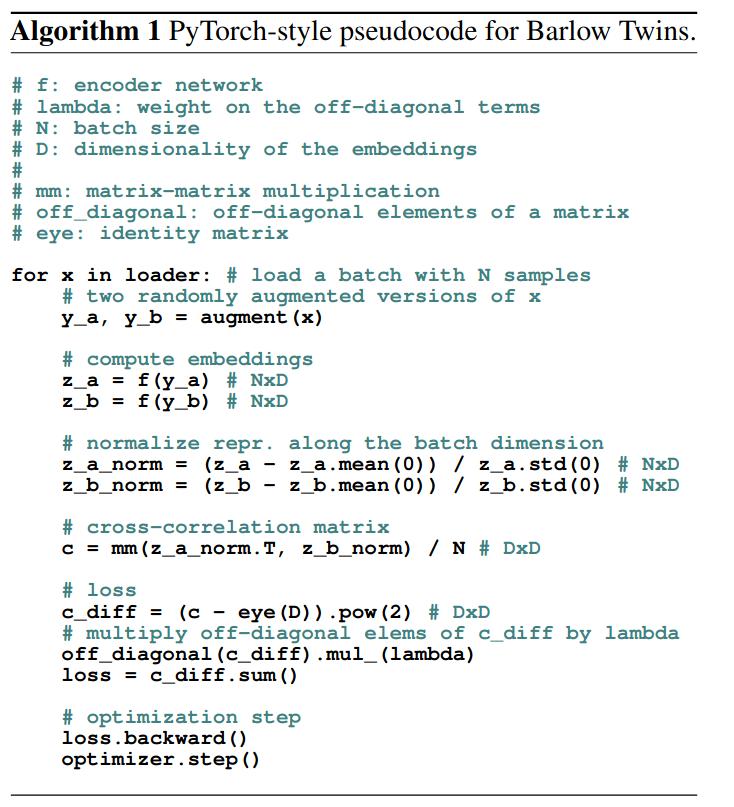 Algorithm 1 PyTorch-style pseudocode for Barlow Twins.
# f: encoder network
# lambda: weight on the off-diagonal terms
# N: batch size
# D: dimensionality of the embeddings
#
# mm: matrix-matrix multiplication
# off_diagonal: off-diagonal elements of a matrix
# eye: identity matrix
for x in loader: # load a batch with N samples
    # two randomly augmented versions of x
    y_a, y_b = augment(x)
    # compute embeddings
    z_a = f(y_a) # NxD
    z_b = f(y_b) # NxD
    # normalize repr. along the batch dimension
    z_a_norm = (z_a - z_a.mean(0)) / z_a.std(0) # NxD
    z_b_norm = (z_b - z_b.mean(0)) / z_b.std(0) # NxD
    # cross-correlation matrix
    c = mm(z_a_norm.T, z_b_norm) / N # DxD
    # loss
    c_diff = (c - eye(D)).pow(2) # DxD
    # multiply off-diagonal elems of c_diff by lambda
    off_diagonal(c_diff).mul_(lambda)
    loss = c_diff.sum()
    # optimization step
    loss.backward()
    optimizer.step()